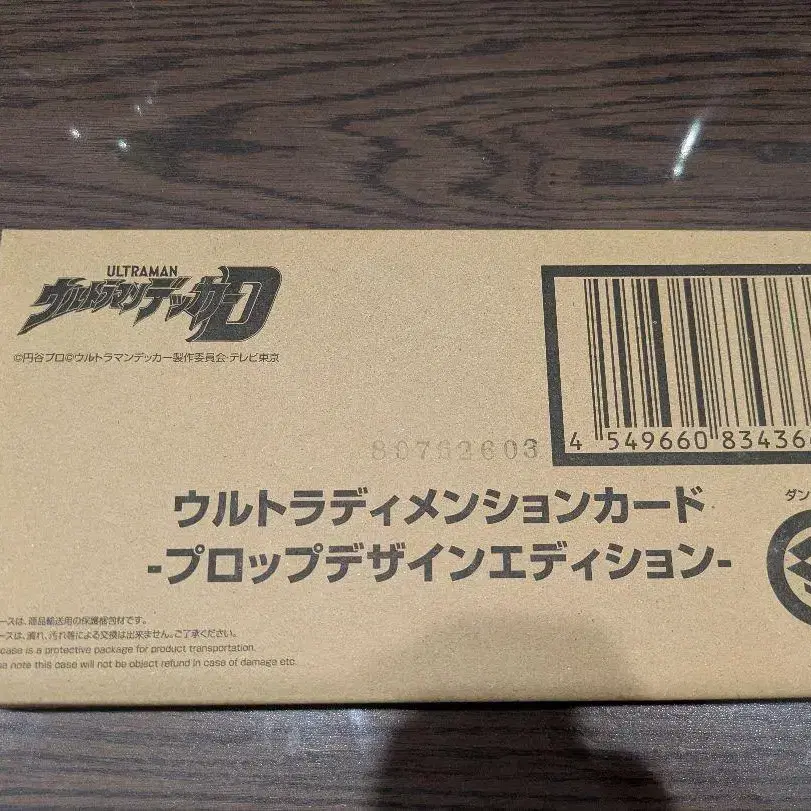 ULTRAMAN
ウルトラマンデッカーD
©円谷プロ©ウルトラマンデッカー製作委員会・テレビ東京
80762603
4 549660 83436
ウルトラディメンションカード
-プロップデザインエディション-
ダン
ースは、商品輸送用の保護梱包材です。
ースは、潰れ、汚れ等による交換は出来ません。ご了承ください。
case is a protective package for product transportation.
e note this case will not be object refund in case of damage etc.